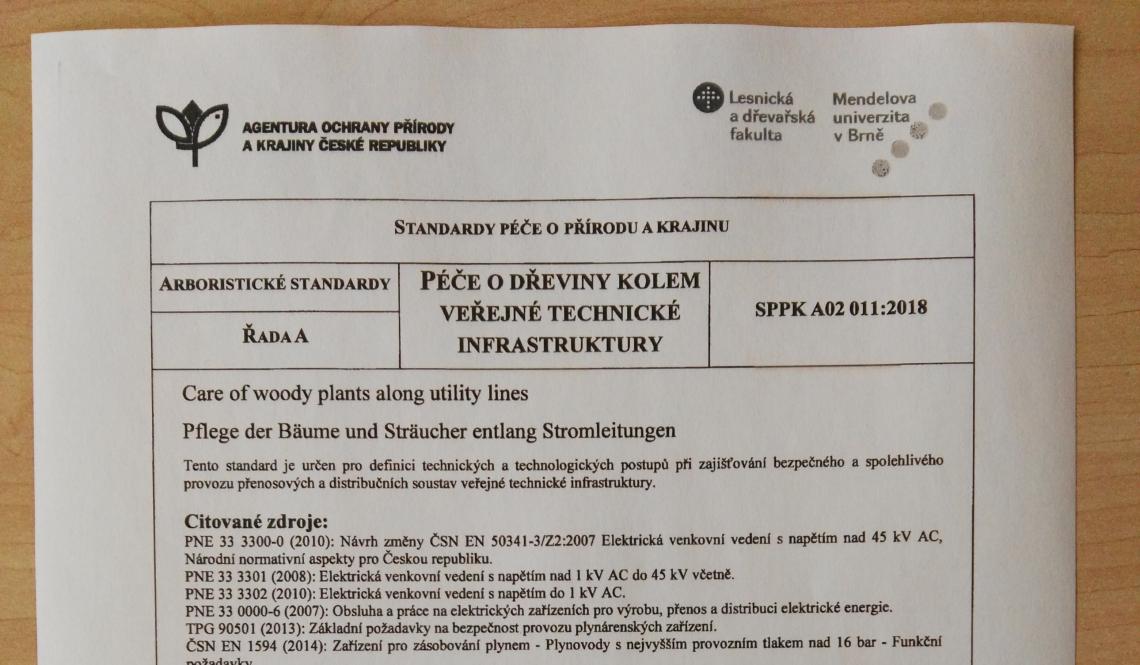 AGENTURA OCHRANY PŘÍRODY
A KRAJINY ČESKÉ REPUBLIKY
Lesnická
a dřevařská
fakulta
Mendelova
univerzita
v Brně
STANDARDY PÉČE O PŘÍRODU A KRAJINU
ARBORISTICKÉ STANDARDY
ŘADA A
PÉČE O DŘEVINY KOLEM
VEŘEJNÉ TECHNICKÉ
INFRASTRUKTURY
SPPK A02 011:2018
Care of woody plants along utility lines
Pflege der Bäume und Sträucher entlang Stromleitungen
Tento standard je určen pro definici technických a technologických postupů při zajišťování bezpečného a spolehlivého
provozu přenosových a distribučních soustav veřejné technické infrastruktury.
Citované zdroje:
PNE 33 3300-0 (2010): Návrh změny ČSN EN 50341-3/Z2:2007 Elektrická venkovní vedení s napětím nad 45 kV AC,
Národní normativní aspekty pro Českou republiku.
PNE 33 3301 (2008): Elektrická venkovní vedení s napětím nad 1 kV AC do 45 kV včetně.
PNE 33 3302 (2010): Elektrická venkovní vedení s napětím do 1 kV AC.
PNE 33 0000-6 (2007): Obsluha a práce na elektrických zařízeních pro výrobu, přenos a distribuci elektrické energie.
TPG 90501 (2013): Základní požadavky na bezpečnost provozu plynárenských zařízení.
ČSN EN 1594 (2014): Zařízení pro zásobování plynem - Plynovody s nejvyšším provozním tlakem nad 16 bar - Funkční
požadavky